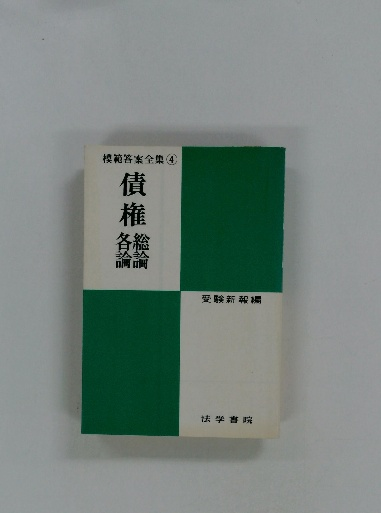 模範答案全集④
債権
総論
各論
受験新報編
法学書院